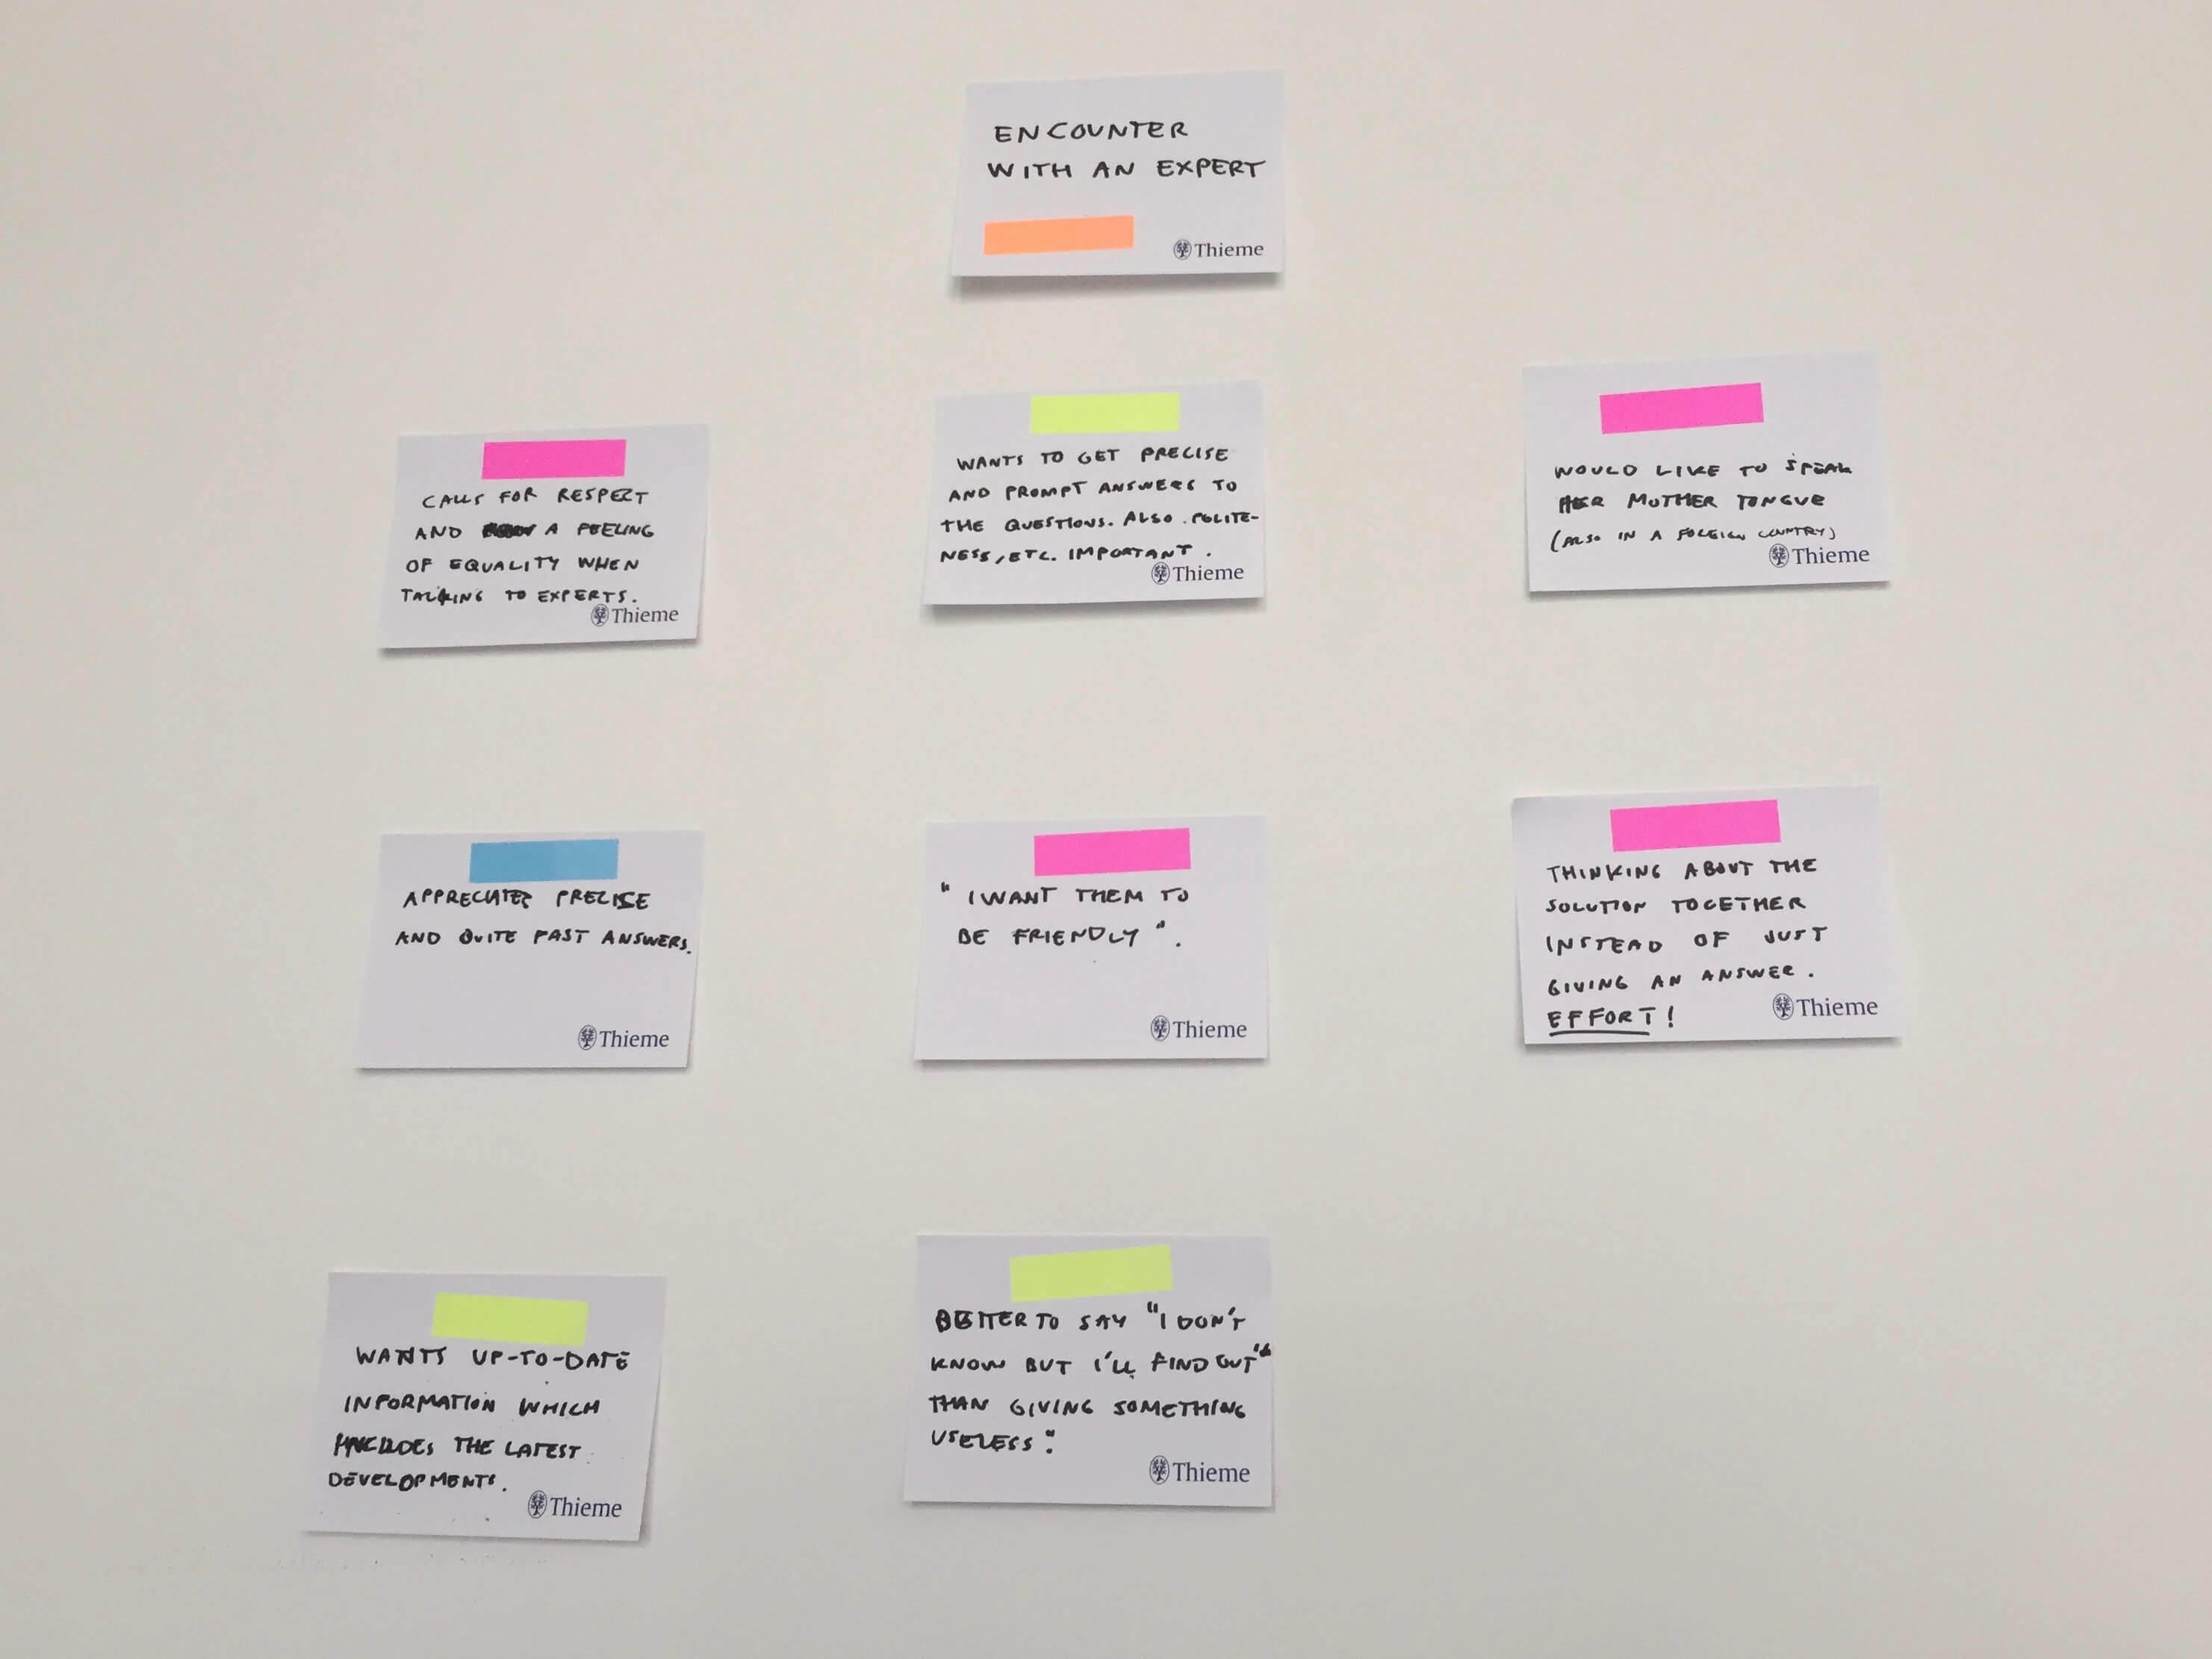 ENCOUNTER
WITH AN EXPERT
Thieme
CALLS FOR RESPECT
AND A FEELING
OF EQUALITY WHEN
TALKING TO EXPERTS.
Thieme
WANTS TO GET PRECISE
AND PROMPT ANSWERS TO
THE QUESTIONS. ALSO POLITE-
NESS, ETC. IMPORTANT.
Thieme
WOULD LIKE TO SPEAK
HER MOTHER TONGUE
(ALSO IN A FOREIGN COUNTRY)
Thieme
APPRECIATES PRECISE
AND QUITE FAST ANSWERS.
Thieme
"I WANT THEM TO
BE FRIENDLY".
Thieme
THINKING ABOUT THE
SOLUTION TOGETHER
INSTEAD OF JUST
GIVING AN ANSWER.
EFFORT!
Thieme
WANTS UP-TO-DATE
INFORMATION WHICH
INCLUDES THE LATEST
DEVELOPMENTS.
Thieme
BETTER TO SAY "I DON'T
KNOW BUT I'LL FIND OUT"
THAN GIVING SOMETHING
USELESS."
Thieme